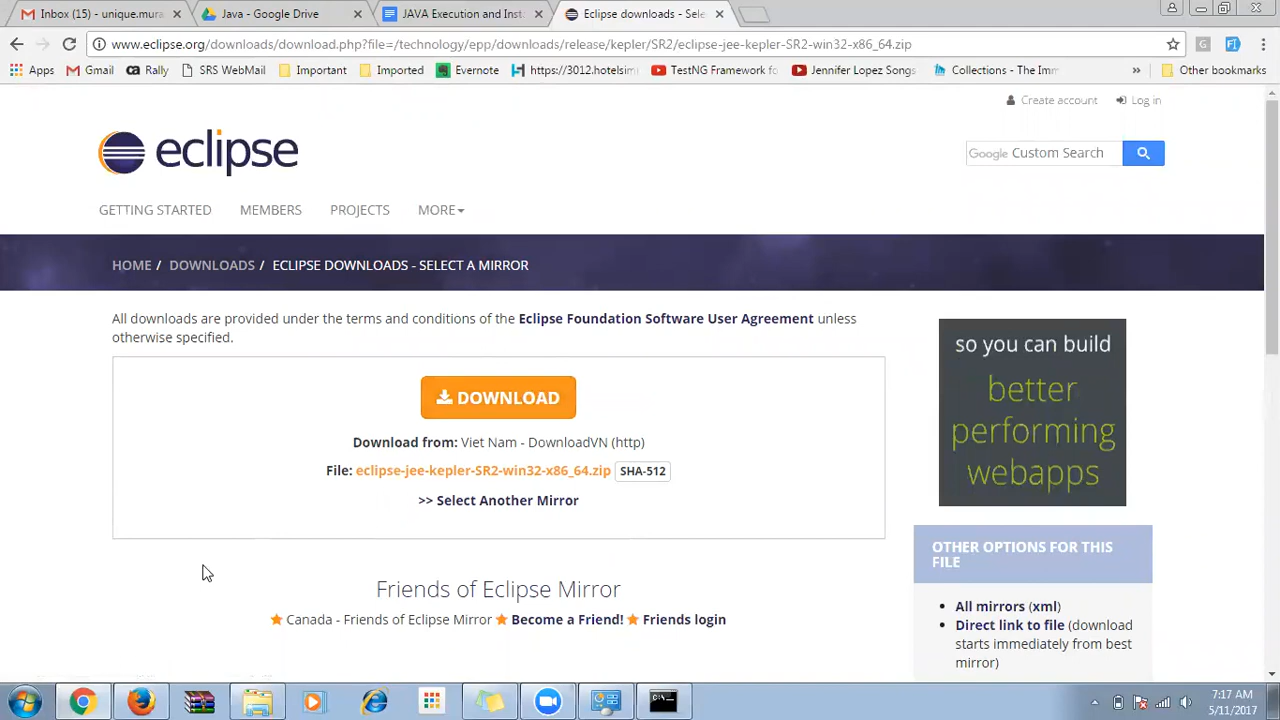 Inbox (15) - unique.mura
Java - Google Drive
JAVA Execution and Inst
Eclipse downloads - Sele
www.eclipse.org/downloads/download.php?file=/technology/epp/downloads/release/kepler/SR2/eclipse-jee-kepler-SR2-win32-x86_64.zip
Apps Gmail Rally SRS WebMail Important Imported Evernote https://3012.hotelsim TestNG Framework fo Jennifer Lopez Songs Collections - The Imm » Other bookmarks
Create account Log in
eclipse
Google Custom Search
GETTING STARTED MEMBERS PROJECTS MORE
HOME / DOWNLOADS / ECLIPSE DOWNLOADS - SELECT A MIRROR
All downloads are provided under the terms and conditions of the Eclipse Foundation Software User Agreement unless
otherwise specified.
DOWNLOAD
Download from: Viet Nam - DownloadVN (http)
File: eclipse-jee-kepler-SR2-win32-x86_64.zip SHA-512
>> Select Another Mirror
so you can build
better
performing
webapps
OTHER OPTIONS FOR THIS
FILE
• All mirrors (xml)
• Direct link to file (download
starts immediately from best
mirror)
Friends of Eclipse Mirror
Canada - Friends of Eclipse Mirror Become a Friend! Friends login
7:17 AM
5/11/2017